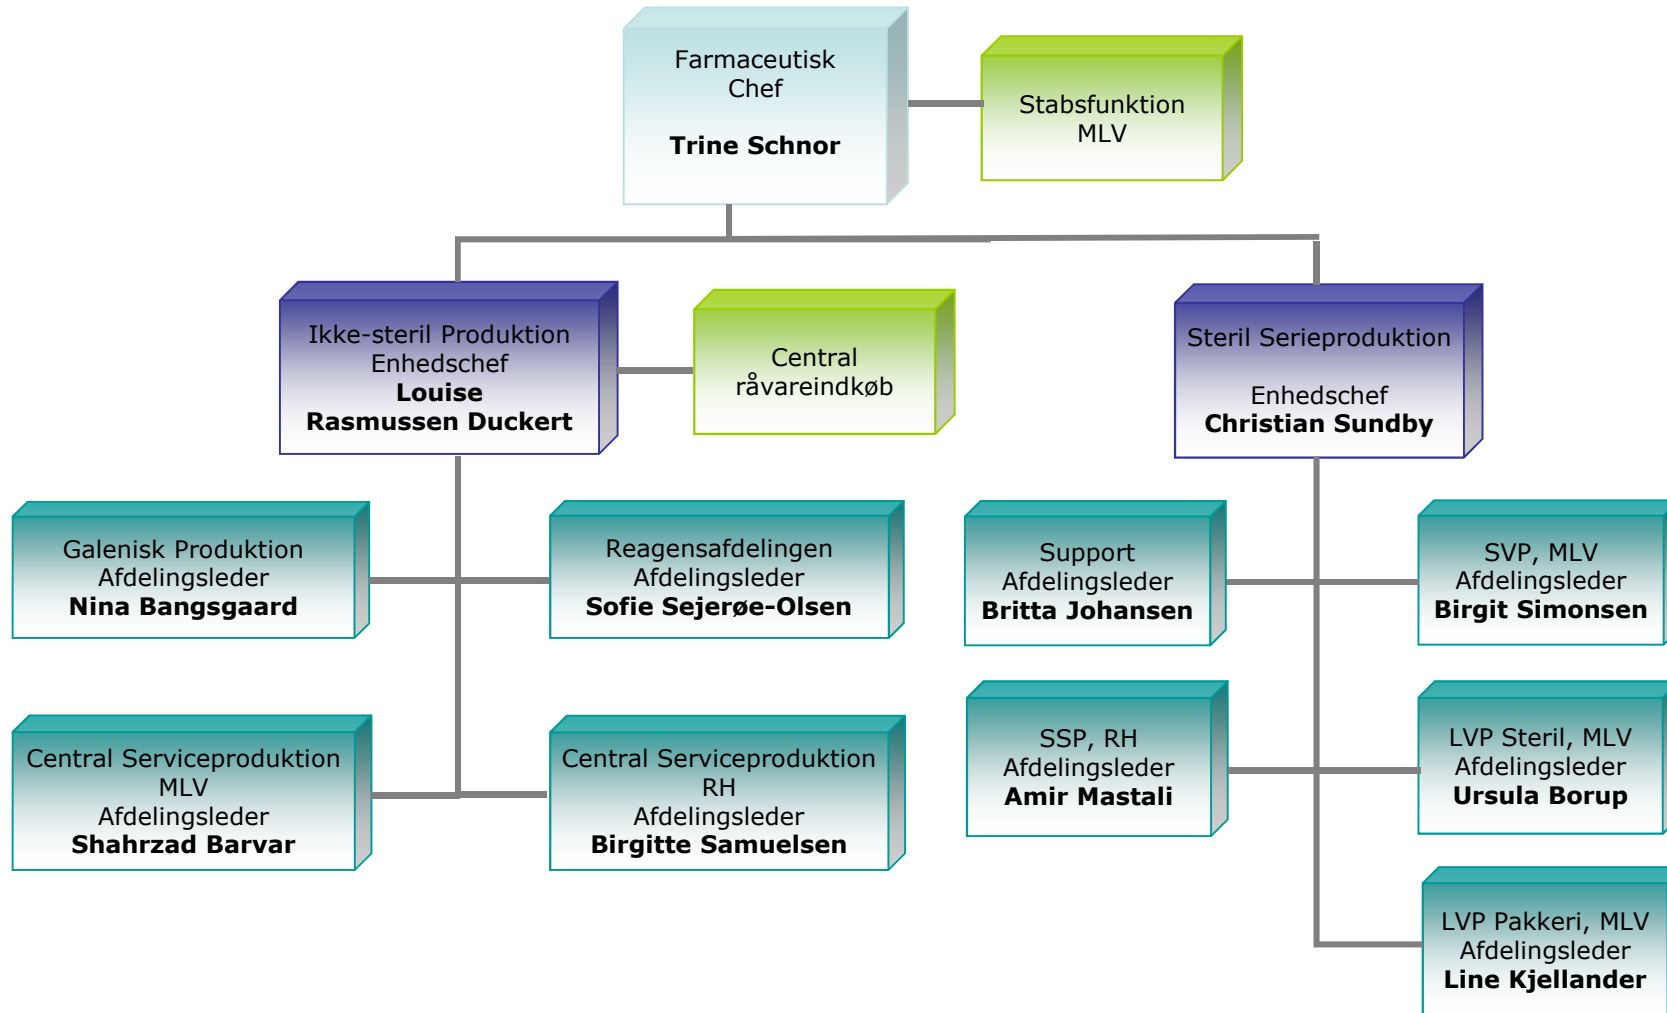 Farmaceutisk
Chef
Trine Schnor
Stabsfunktion
MLV
Ikke-steril Produktion
Enhedschef
Louise
Rasmussen Duckert
Central
råvareindkøb
Steril Serieproduktion
Enhedschef
Christian Sundby
Galenisk Produktion
Afdelingsleder
Nina Bangsgaard
Reagensafdelingen
Afdelingsleder
Sofie Sejerøe-Olsen
Support
Afdelingsleder
Britta Johansen
SVP, MLV
Afdelingsleder
Birgit Simonsen
Central Serviceproduktion
MLV
Afdelingsleder
Shahrzad Barvar
Central Serviceproduktion
RH
Afdelingsleder
Birgitte Samuelsen
SSP, RH
Afdelingsleder
Amir Mastali
LVP Steril, MLV
Afdelingsleder
Ursula Borup
LVP Pakkeri, MLV
Afdelingsleder
Line Kjellander